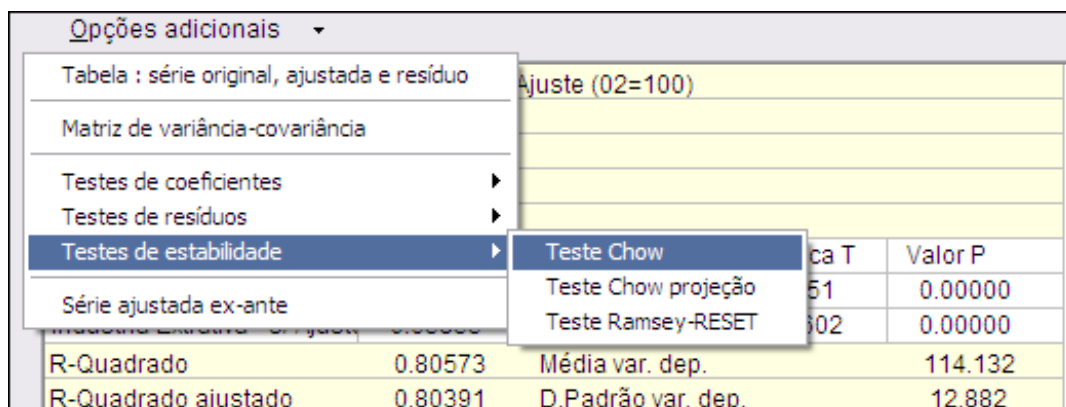 Opções adicionais
Tabela : série original, ajustada e resíduo
Ajuste (02=100)
Matriz de variância-covariância
Testes de coeficientes
Testes de resíduos
Testes de estabilidade
Teste Chow
ca T Valor P
Teste Chow projeção
51 0.00000
Série ajustada ex-ante
Teste Ramsey-RESET
602 0.00000
R-Quadrado 0.80573 Média var. dep. 114.132
R-Quadrado ajustado 0.80391 D.Padrão var. dep. 12.882